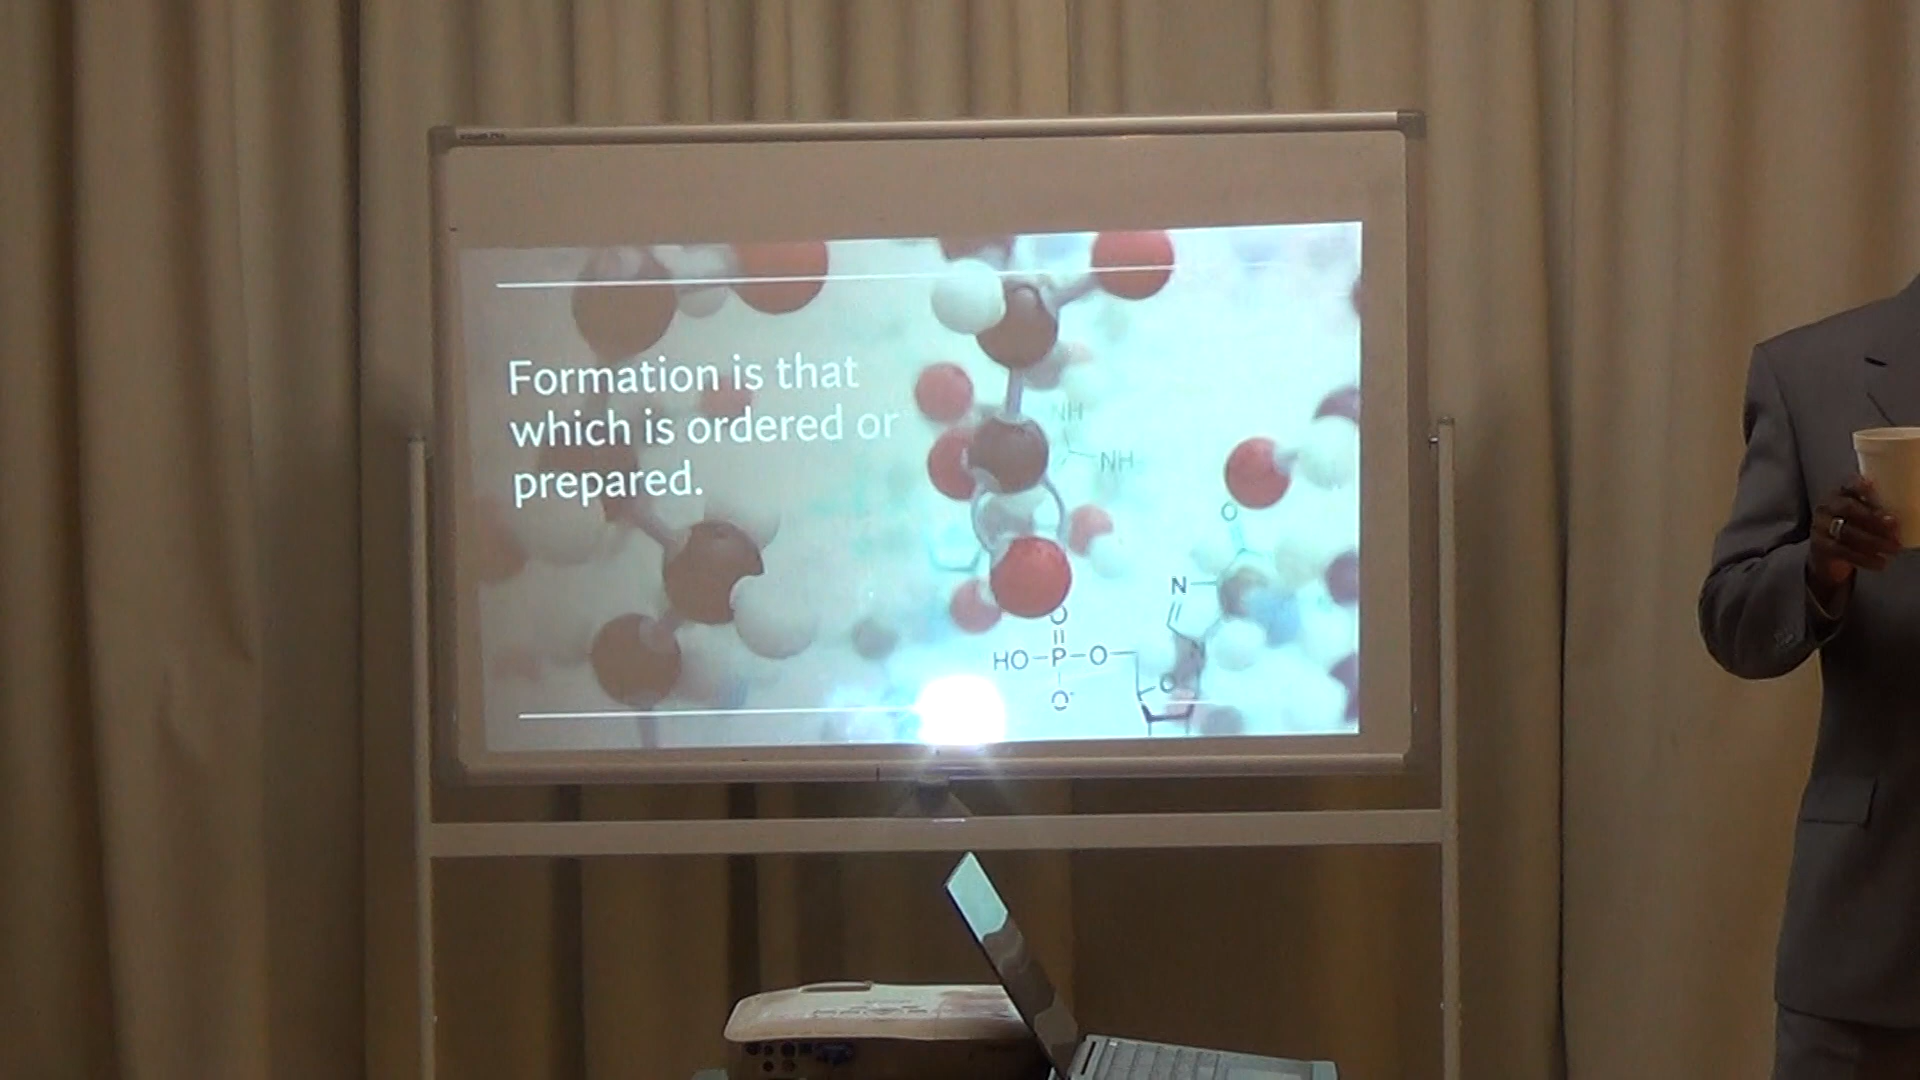 Formation is that
which is ordered or
prepared.
NH
NH
O
N
O
HO-P-O
N
O
O